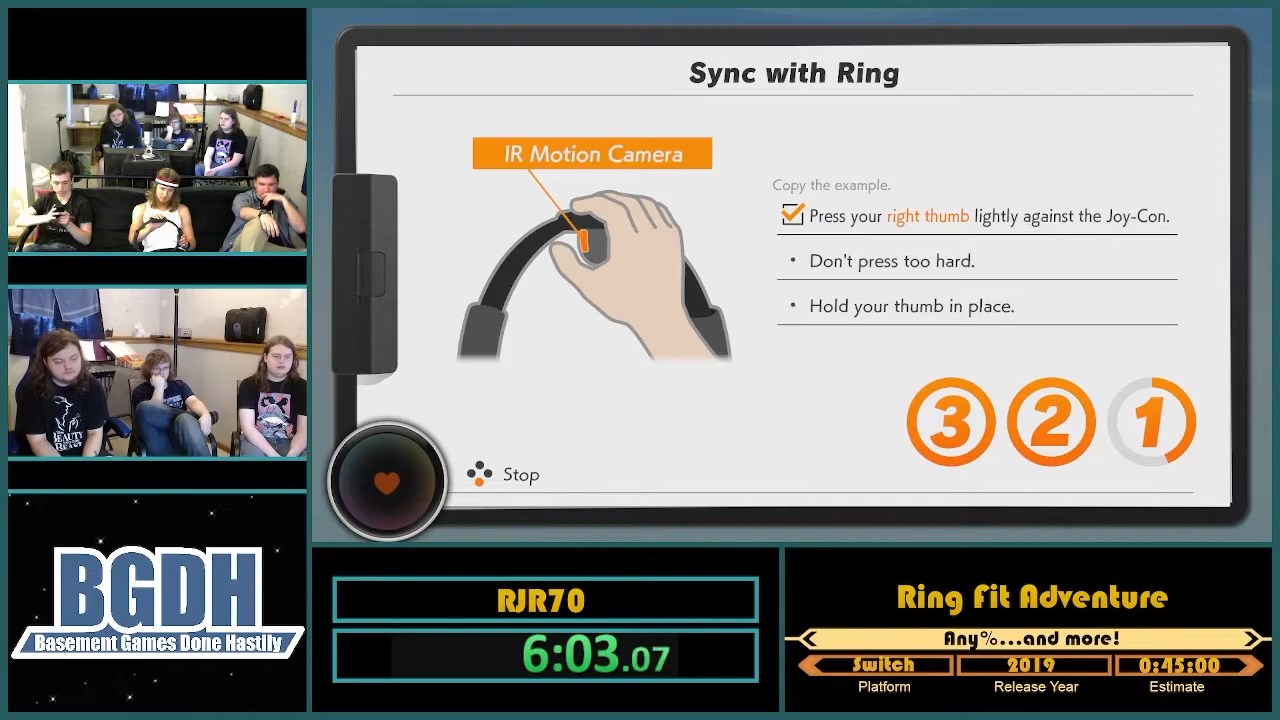 Sync with Ring
IR Motion Camera
Copy the example.
Press your right thumb lightly against the Joy-Con.
• Don't press too hard.
• Hold your thumb in place.
3 2 1
Stop
BEAUTY
BEAST
BGDH
Basement Games Done Hastily
RJR70
6:03.07
Ring Fit Adventure
Any%...and more!
Switch 2019 0:45:00
Platform Release Year Estimate